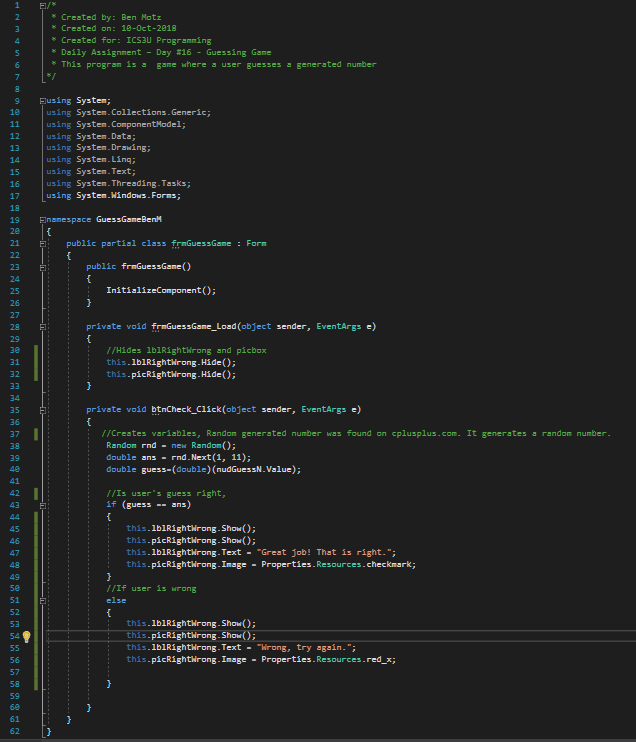 1 /*
2 * Created by: Ben Motz
3 * Created on: 10-Oct-2018
4 * Created for: ICS3U Programming
5 * Daily Assignment – Day #16 - Guessing Game
6 * This program is a  game where a user guesses a generated number
7 */
8
9 using System;
10 using System.Collections.Generic;
11 using System.ComponentModel;
12 using System.Data;
13 using System.Drawing;
14 using System.Linq;
15 using System.Text;
16 using System.Threading.Tasks;
17 using System.Windows.Forms;
18
19 namespace GuessGameBenM
20 {
21 public partial class frmGuessGame : Form
22 {
23 public frmGuessGame()
24 {
25 InitializeComponent();
26 }
27
28 private void frmGuessGame_Load(object sender, EventArgs e)
29 {
30 //Hides lblRightWrong and picbox
31 this.lblRightWrong.Hide();
32 this.picRightWrong.Hide();
33 }
34
35 private void btnCheck_Click(object sender, EventArgs e)
36 {
37 //Creates variables, Random generated number was found on cplusplus.com. It generates a random number.
38 Random rnd = new Random();
39 double ans = rnd.Next(1, 11);
40 double guess=(double)(nudGuessN.Value);
41
42 //Is user's guess right,
43 if (guess == ans)
44 {
45 this.lblRightWrong.Show();
46 this.picRightWrong.Show();
47 this.lblRightWrong.Text = "Great job! That is right.";
48 this.picRightWrong.Image = Properties.Resources.checkmark;
49 }
50 //If user is wrong
51 else
52 {
53 this.lblRightWrong.Show();
54 this.picRightWrong.Show();
55 this.lblRightWrong.Text = "Wrong, try again.";
56 this.picRightWrong.Image = Properties.Resources.red_x;
57
58 }
59
60 }
61 }
62 }